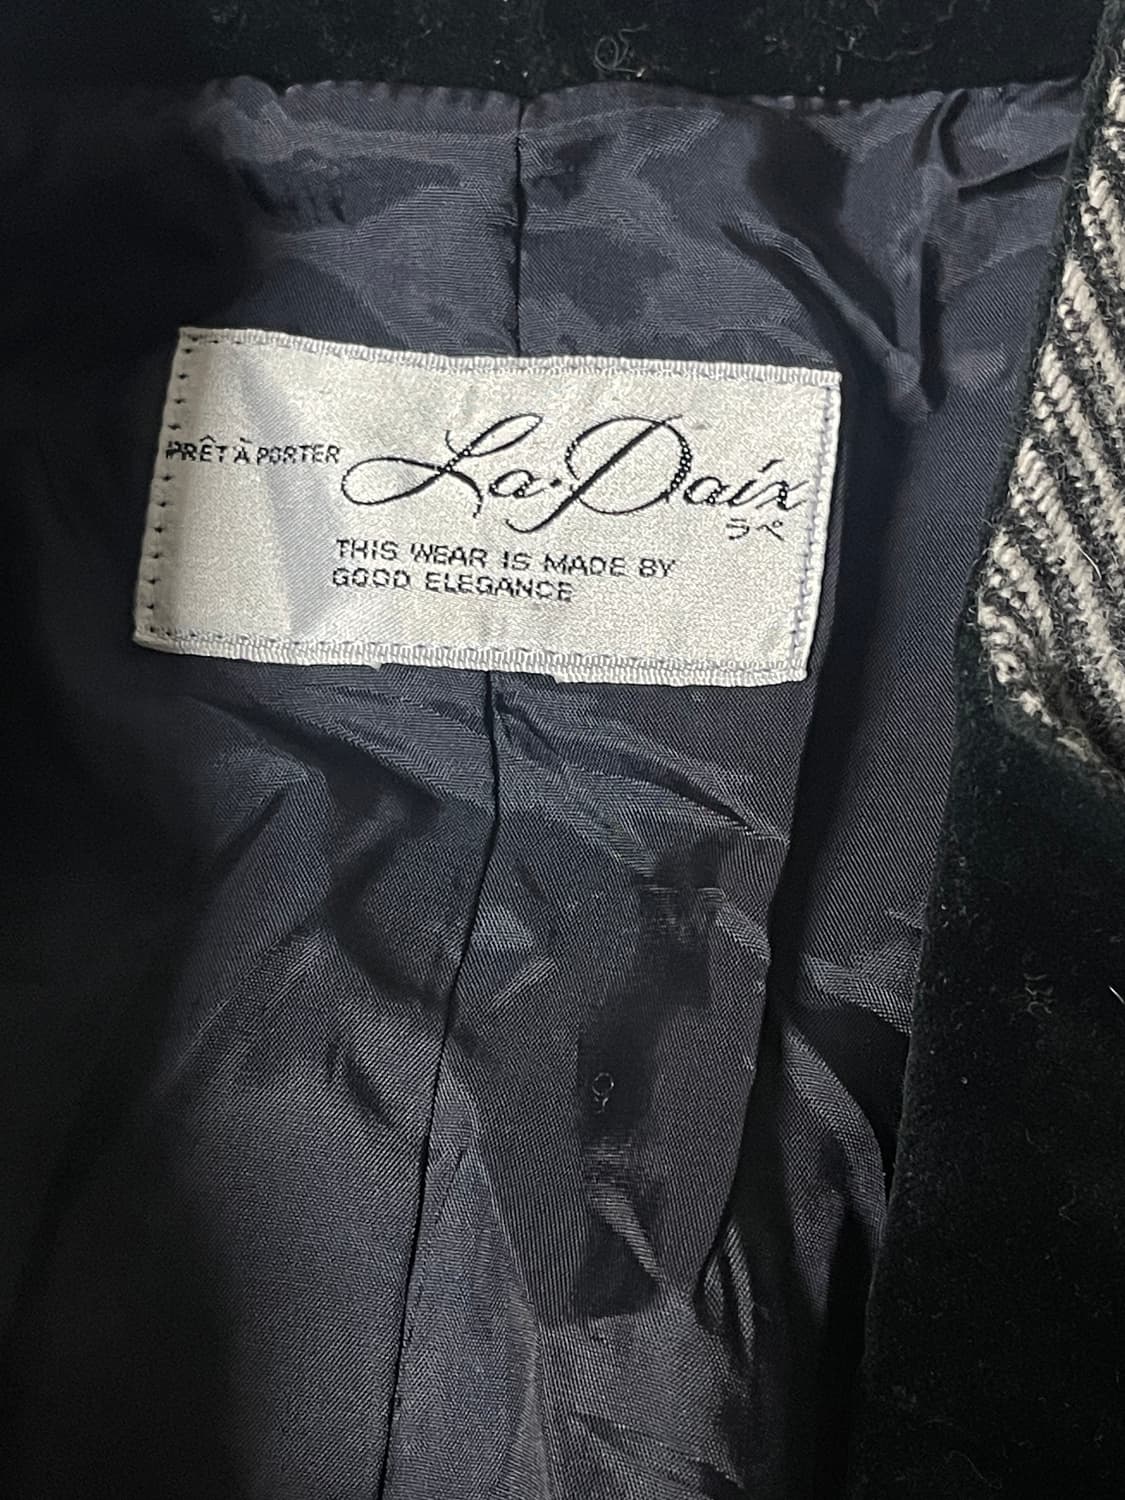 PRÊT À PORTER La·Paix
ラペ
THIS WEAR IS MADE BY
GOOD ELEGANCE